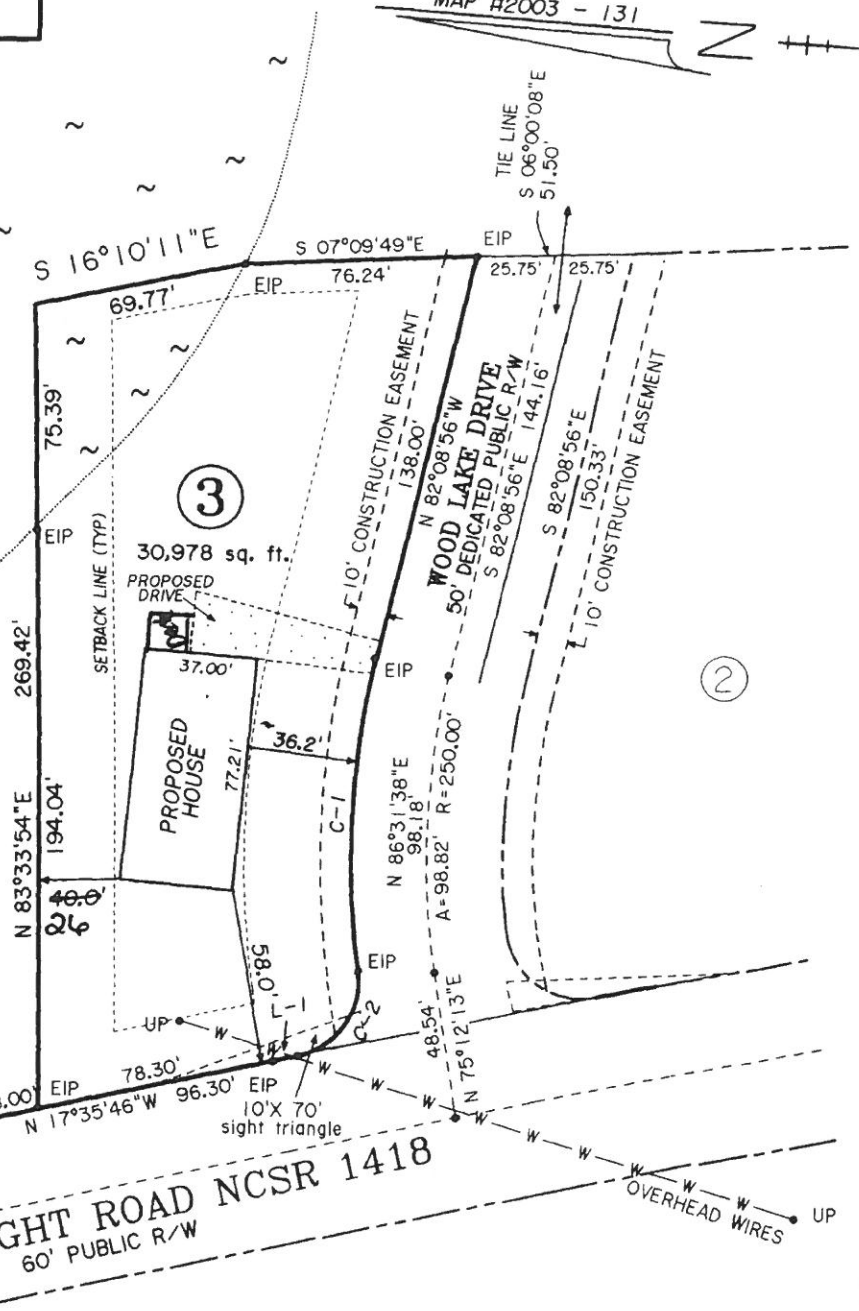 MAP #2003 - 131
N
TIE LINE
S 06°00'08"E
51.50'
S 16°10'11"E
69.77'
S 07°09'49"E
76.24'
EIP
EIP
25.75'
25.75'
75.39'
EIP
269.42'
N 83°33'54"E
194.04'
SETBACK LINE (TYP)
3
30,978 sq. ft.
PROPOSED
DRIVE
37.00'
PROPOSED
HOUSE
77.21'
36.2'
40.0'
26
58.0'
10' CONSTRUCTION EASEMENT
138.00'
N 82°08'56"W
WOOD LAKE DRIVE
50' DEDICATED PUBLIC R/W
S 82°08'56"E 144.16'
S 82°08'56"E
150.33'
10' CONSTRUCTION EASEMENT
2
EIP
C-1
N 86°31'38"E
98.18'
A=98.82' R=250.00'
EIP
L-1
C-2
48.54'
N 75°12'13"E
UP
W
W
W
W
W
W
W
W
W
W
W
OVERHEAD WIRES
UP
EIP
78.30'
N 17°35'46"W
96.30'
EIP
10'X 70'
sight triangle
GHT ROAD NCSR 1418
60' PUBLIC R/W